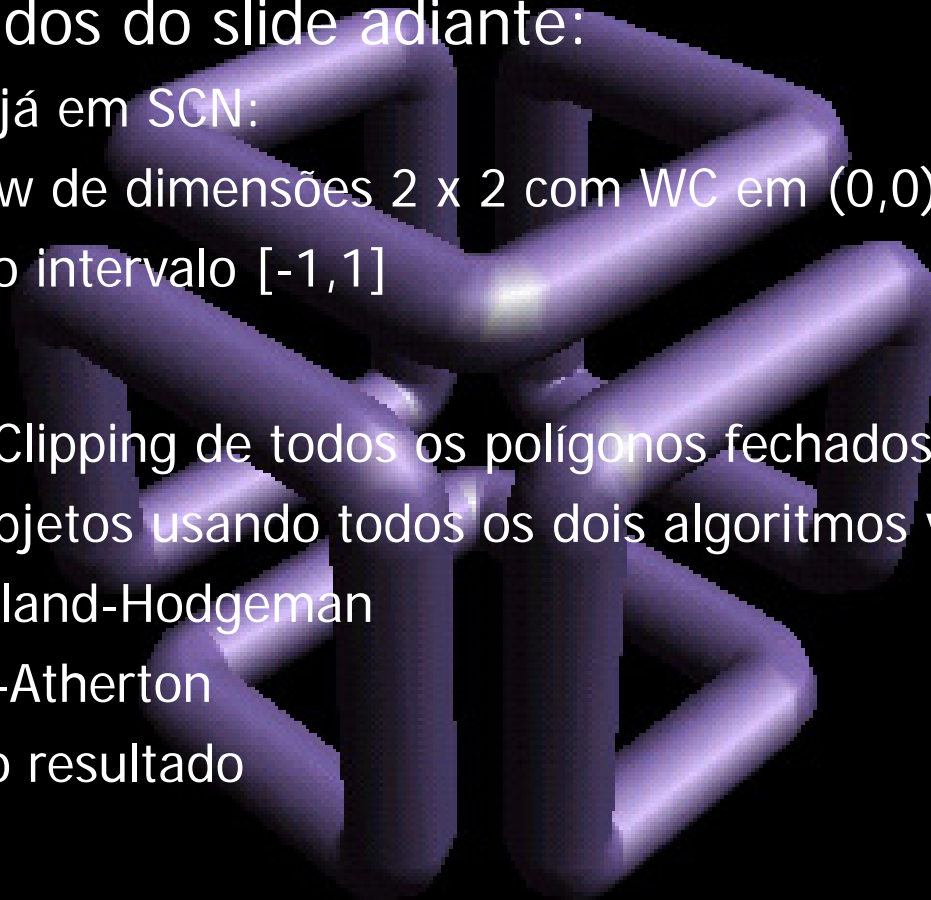 dos do slide adiante:
já em SCN:
w de dimensões 2 x 2 com WC em (0,0)
o intervalo [-1,1]
Clipping de todos os polígonos fechados
bjetos usando todos os dois algoritmos v
land-Hodgeman
-Atherton
o resultado